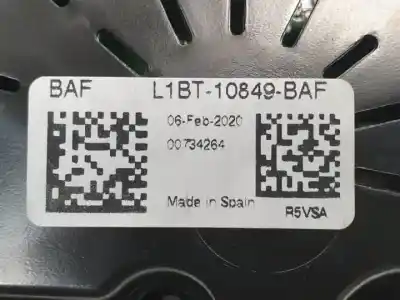 BAF L1BT-10849-BAF
06-Feb-2020
00734264
Made in Spain
R5VSA